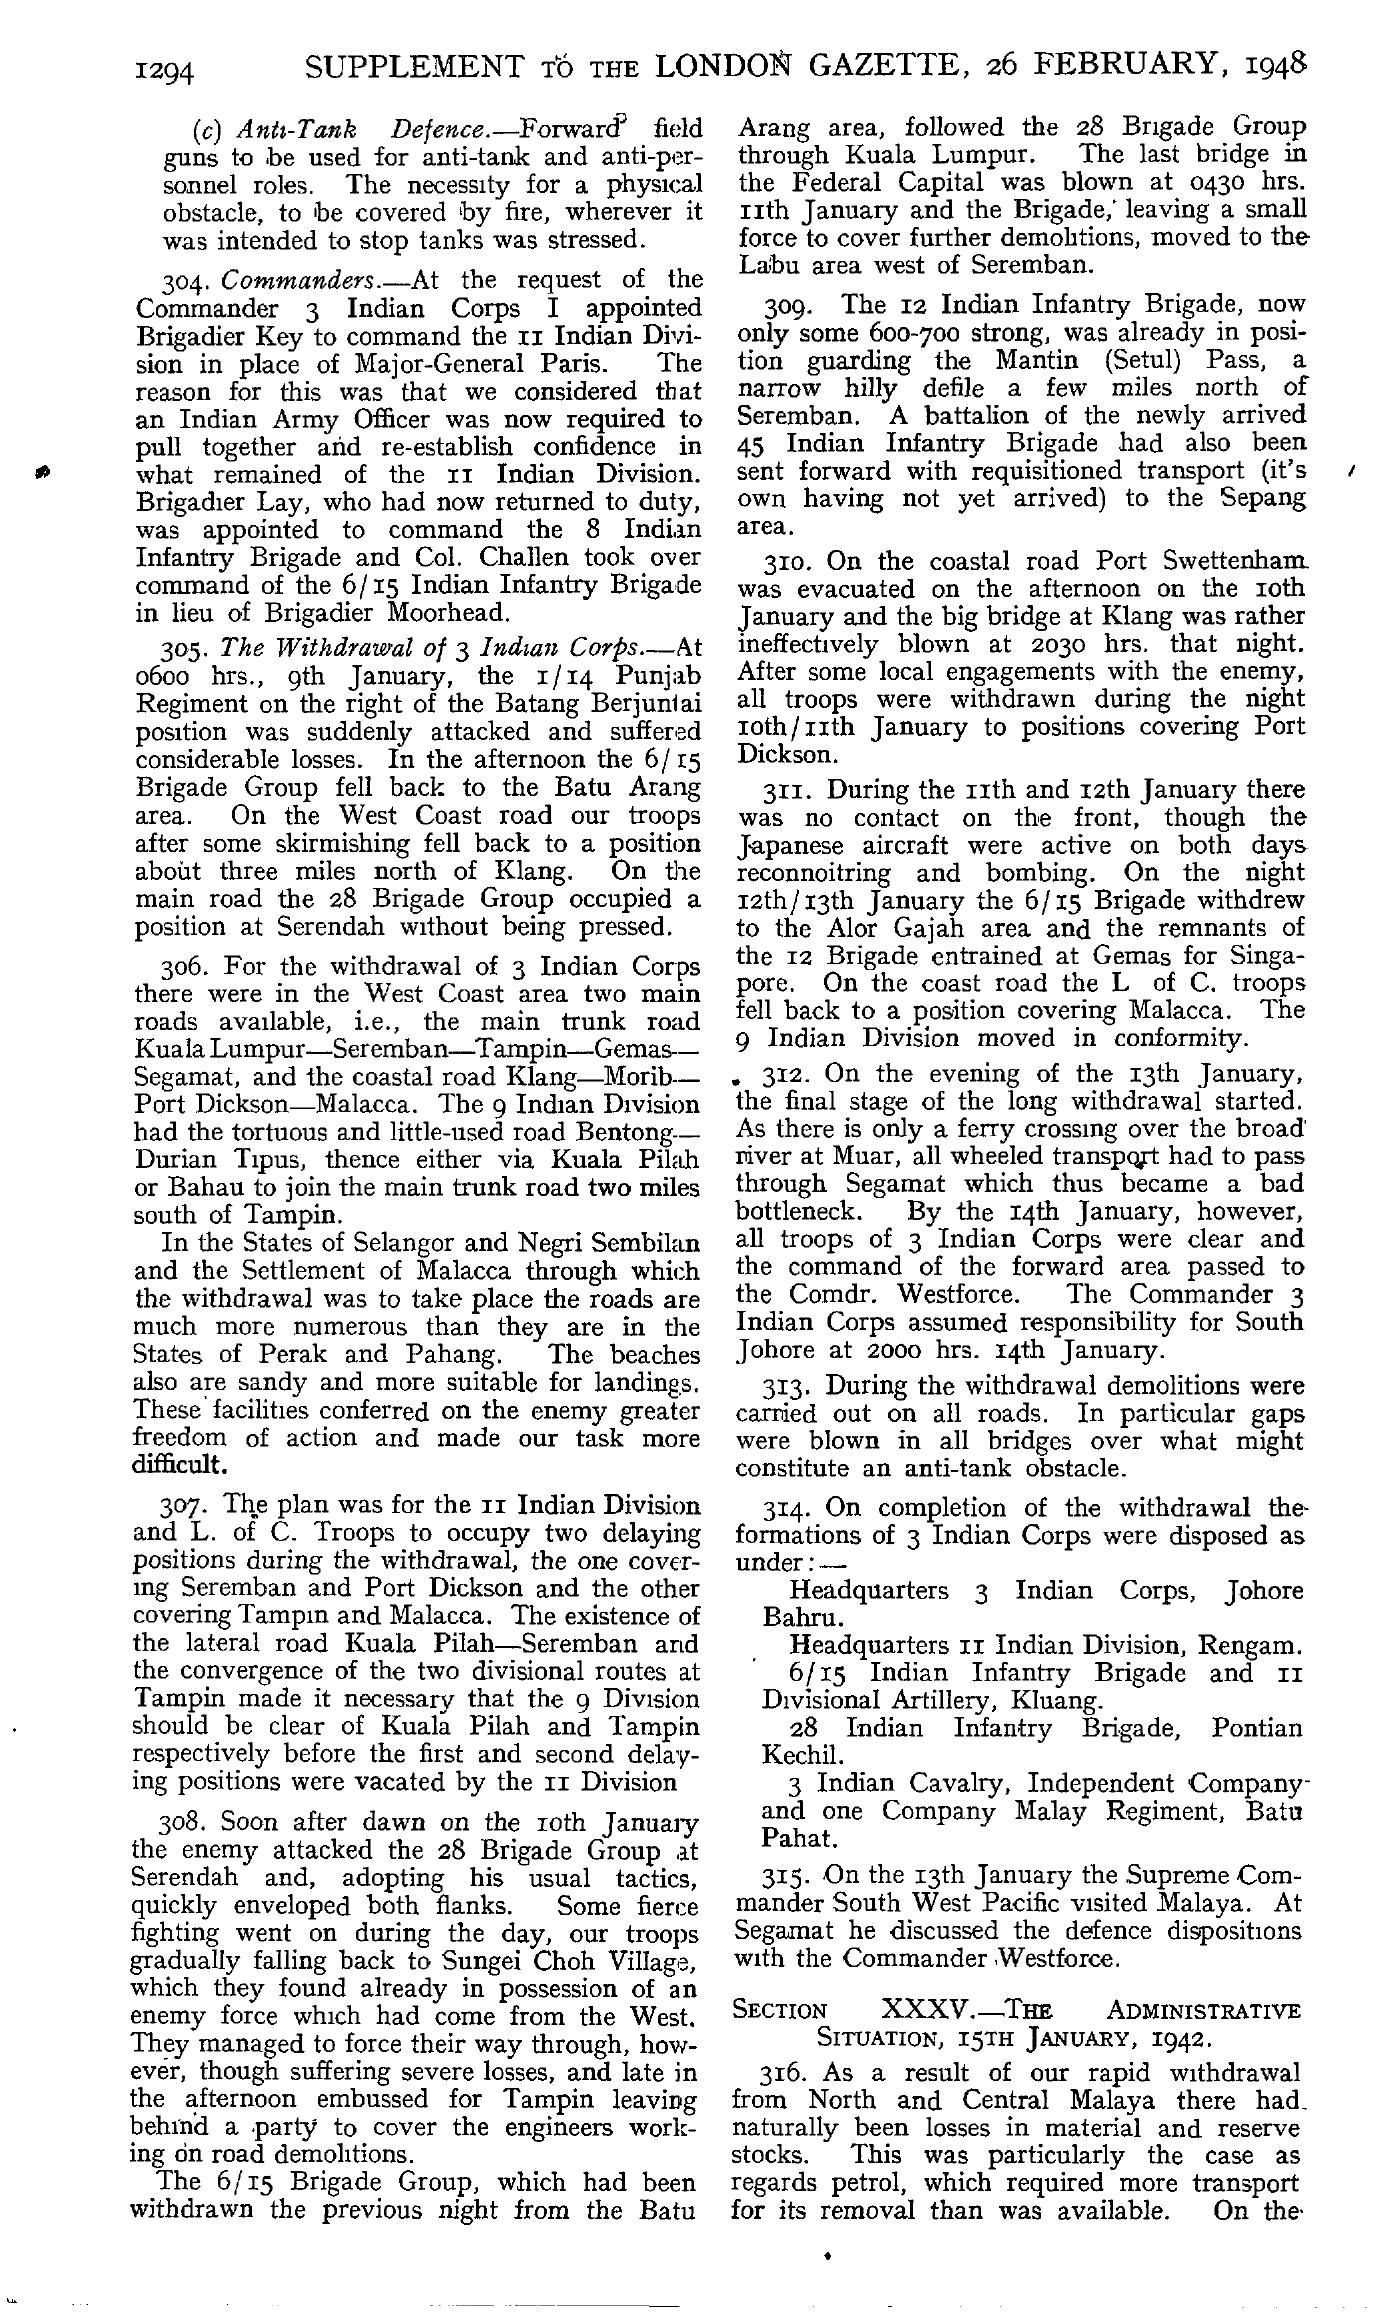 1294 SUPPLEMENT TO THE LONDON GAZETTE, 26 FEBRUARY, 1948
(c) Anti-Tank Defence.—Forward field
guns to be used for anti-tank and anti-per-
sonnel roles. The necessity for a physical
obstacle, to be covered by fire, wherever it
was intended to stop tanks was stressed.
304. Commanders.—At the request of the
Commander 3 Indian Corps I appointed
Brigadier Key to command the 11 Indian Divi-
sion in place of Major-General Paris. The
reason for this was that we considered that
an Indian Army Officer was now required to
pull together and re-establish confidence in
what remained of the 11 Indian Division.
Brigadier Lay, who had now returned to duty,
was appointed to command the 8 Indian
Infantry Brigade and Col. Challen took over
command of the 6/15 Indian Infantry Brigade
in lieu of Brigadier Moorhead.
305. The Withdrawal of 3 Indian Corps.—At
0600 hrs., 9th January, the 1/14 Punjab
Regiment on the right of the Batang Berjuntai
position was suddenly attacked and suffered
considerable losses. In the afternoon the 6/15
Brigade Group fell back to the Batu Arang
area. On the West Coast road our troops
after some skirmishing fell back to a position
about three miles north of Klang. On the
main road the 28 Brigade Group occupied a
position at Serendah without being pressed.
306. For the withdrawal of 3 Indian Corps
there were in the West Coast area two main
roads available, i.e., the main trunk road
Kuala Lumpur—Seremban—Tampin—Gemas—
Segamat, and the coastal road Klang—Morib—
Port Dickson—Malacca. The 9 Indian Division
had the tortuous and little-used road Bentong—
Durian Tipus, thence either via Kuala Pilah
or Bahau to join the main trunk road two miles
south of Tampin.
In the States of Selangor and Negri Sembilan
and the Settlement of Malacca through which
the withdrawal was to take place the roads are
much more numerous than they are in the
States of Perak and Pahang. The beaches
also are sandy and more suitable for landings.
These facilities conferred on the enemy greater
freedom of action and made our task more
difficult.
307. The plan was for the 11 Indian Division
and L. of C. Troops to occupy two delaying
positions during the withdrawal, the one cover-
ing Seremban and Port Dickson and the other
covering Tampin and Malacca. The existence of
the lateral road Kuala Pilah—Seremban and
the convergence of the two divisional routes at
Tampin made it necessary that the 9 Division
should be clear of Kuala Pilah and Tampin
respectively before the first and second delay-
ing positions were vacated by the 11 Division
308. Soon after dawn on the 10th January
the enemy attacked the 28 Brigade Group at
Serendah and, adopting his usual tactics,
quickly enveloped both flanks. Some fierce
fighting went on during the day, our troops
gradually falling back to Sungei Choh Village,
which they found already in possession of an
enemy force which had come from the West.
They managed to force their way through, how-
ever, though suffering severe losses, and late in
the afternoon embussed for Tampin leaving
behind a party to cover the engineers work-
ing on road demolitions.
The 6/15 Brigade Group, which had been
withdrawn the previous night from the Batu
Arang area, followed the 28 Brigade Group
through Kuala Lumpur. The last bridge in
the Federal Capital was blown at 0430 hrs.
11th January and the Brigade, leaving a small
force to cover further demolitions, moved to the
Labu area west of Seremban.
309. The 12 Indian Infantry Brigade, now
only some 600-700 strong, was already in posi-
tion guarding the Mantin (Setul) Pass, a
narrow hilly defile a few miles north of
Seremban. A battalion of the newly arrived
45 Indian Infantry Brigade had also been
sent forward with requisitioned transport (it's
own having not yet arrived) to the Sepang
area.
310. On the coastal road Port Swettenham
was evacuated on the afternoon on the 10th
January and the big bridge at Klang was rather
ineffectively blown at 2030 hrs. that night.
After some local engagements with the enemy,
all troops were withdrawn during the night
10th/11th January to positions covering Port
Dickson.
311. During the 11th and 12th January there
was no contact on the front, though the
Japanese aircraft were active on both days
reconnoitring and bombing. On the night
12th/13th January the 6/15 Brigade withdrew
to the Alor Gajah area and the remnants of
the 12 Brigade entrained at Gemas for Singa-
pore. On the coast road the L of C. troops
fell back to a position covering Malacca. The
9 Indian Division moved in conformity.
312. On the evening of the 13th January,
the final stage of the long withdrawal started.
As there is only a ferry crossing over the broad
river at Muar, all wheeled transport had to pass
through Segamat which thus became a bad
bottleneck. By the 14th January, however,
all troops of 3 Indian Corps were clear and
the command of the forward area passed to
the Comdr. Westforce. The Commander 3
Indian Corps assumed responsibility for South
Johore at 2000 hrs. 14th January.
313. During the withdrawal demolitions were
carried out on all roads. In particular gaps
were blown in all bridges over what might
constitute an anti-tank obstacle.
314. On completion of the withdrawal the
formations of 3 Indian Corps were disposed as
under:—
Headquarters 3 Indian Corps, Johore
Bahru.
Headquarters 11 Indian Division, Rengam.
6/15 Indian Infantry Brigade and 11
Divisional Artillery, Kluang.
28 Indian Infantry Brigade, Pontian
Kechil.
3 Indian Cavalry, Independent Company
and one Company Malay Regiment, Batu
Pahat.
315. On the 13th January the Supreme Com-
mander South West Pacific visited Malaya. At
Segamat he discussed the defence dispositions
with the Commander Westforce.
SECTION XXXV.—THE ADMINISTRATIVE
SITUATION, 15TH JANUARY, 1942.
316. As a result of our rapid withdrawal
from North and Central Malaya there had
naturally been losses in material and reserve
stocks. This was particularly the case as
regards petrol, which required more transport
for its removal than was available. On the